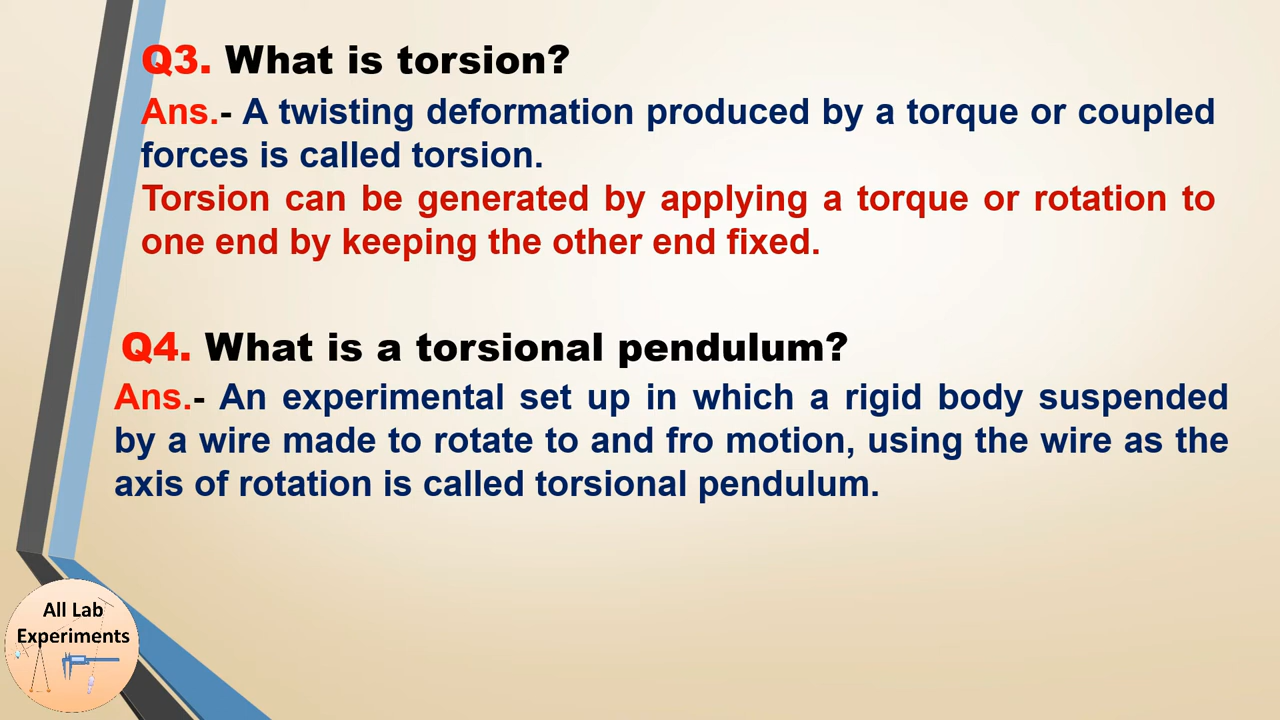 Q3. What is torsion?
Ans.- A twisting deformation produced by a torque or coupled
forces is called torsion.
Torsion can be generated by applying a torque or rotation to
one end by keeping the other end fixed.
Q4. What is a torsional pendulum?
Ans.- An experimental set up in which a rigid body suspended
by a wire made to rotate to and fro motion, using the wire as the
axis of rotation is called torsional pendulum.
All Lab
Experiments